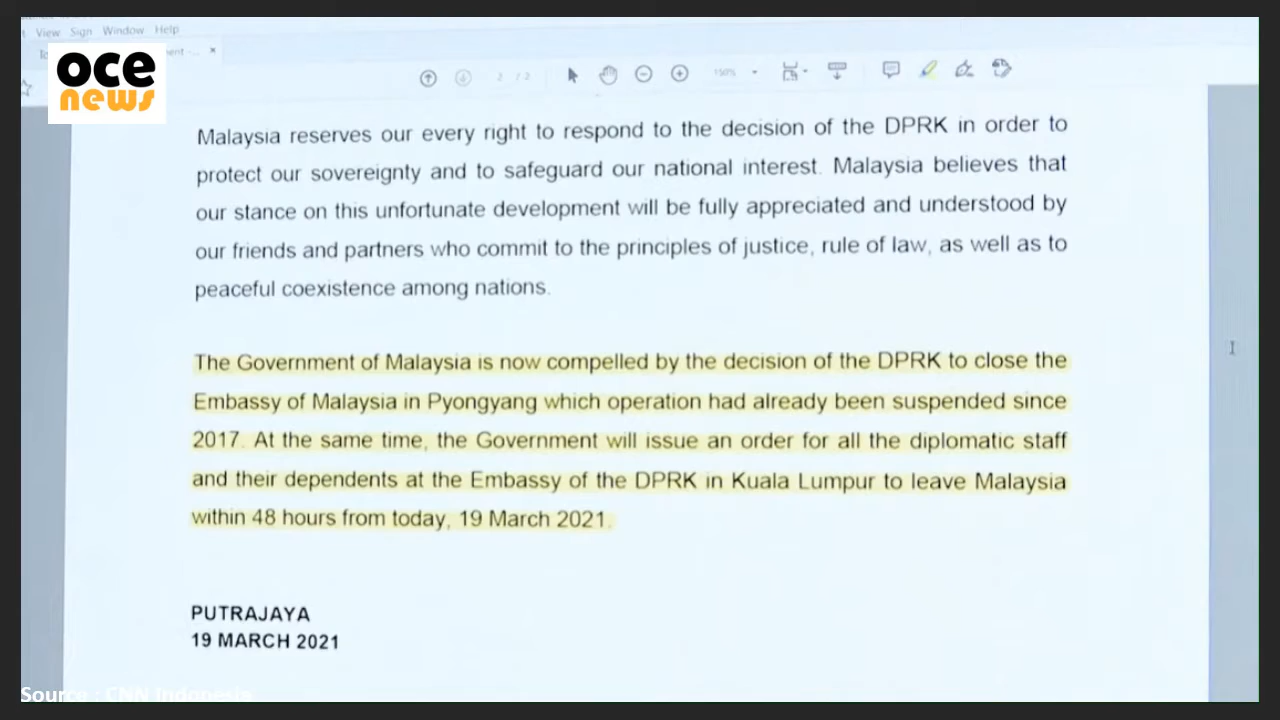 View Sign Window Help
oce
news
2 / 2
150%
Malaysia reserves our every right to respond to the decision of the DPRK in order to
protect our sovereignty and to safeguard our national interest. Malaysia believes that
our stance on this unfortunate development will be fully appreciated and understood by
our friends and partners who commit to the principles of justice, rule of law, as well as to
peaceful coexistence among nations.
The Government of Malaysia is now compelled by the decision of the DPRK to close the
Embassy of Malaysia in Pyongyang which operation had already been suspended since
2017. At the same time, the Government will issue an order for all the diplomatic staff
and their dependents at the Embassy of the DPRK in Kuala Lumpur to leave Malaysia
within 48 hours from today, 19 March 2021.
PUTRAJAYA
19 MARCH 2021
Source : CNN Indonesia